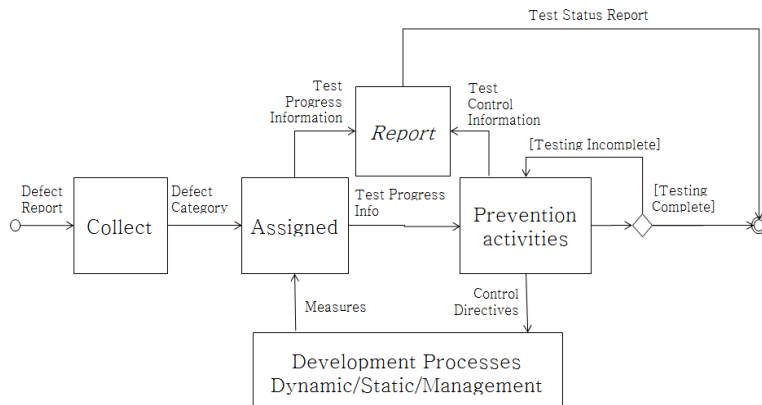 Test Status Report
Test
Progress
Information
Test
Control
Information
Report
[Testing Incomplete]
Defect
Report
Defect
Category
Test Progress
Info
[Testing
Complete]
Collect
Assigned
Prevention
activities
Measures
Control
Directives
Development Processes
Dynamic/Static/Management